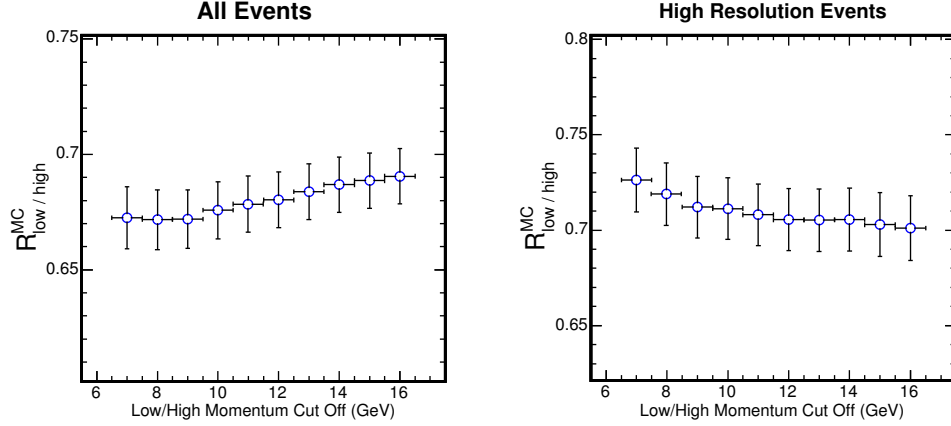 All Events
0.75
0.7
0.65
R^MC_low / high
6 8 10 12 14 16
Low/High Momentum Cut Off (GeV)
High Resolution Events
0.8
0.75
0.7
0.65
R^MC_low / high
6 8 10 12 14 16
Low/High Momentum Cut Off (GeV)